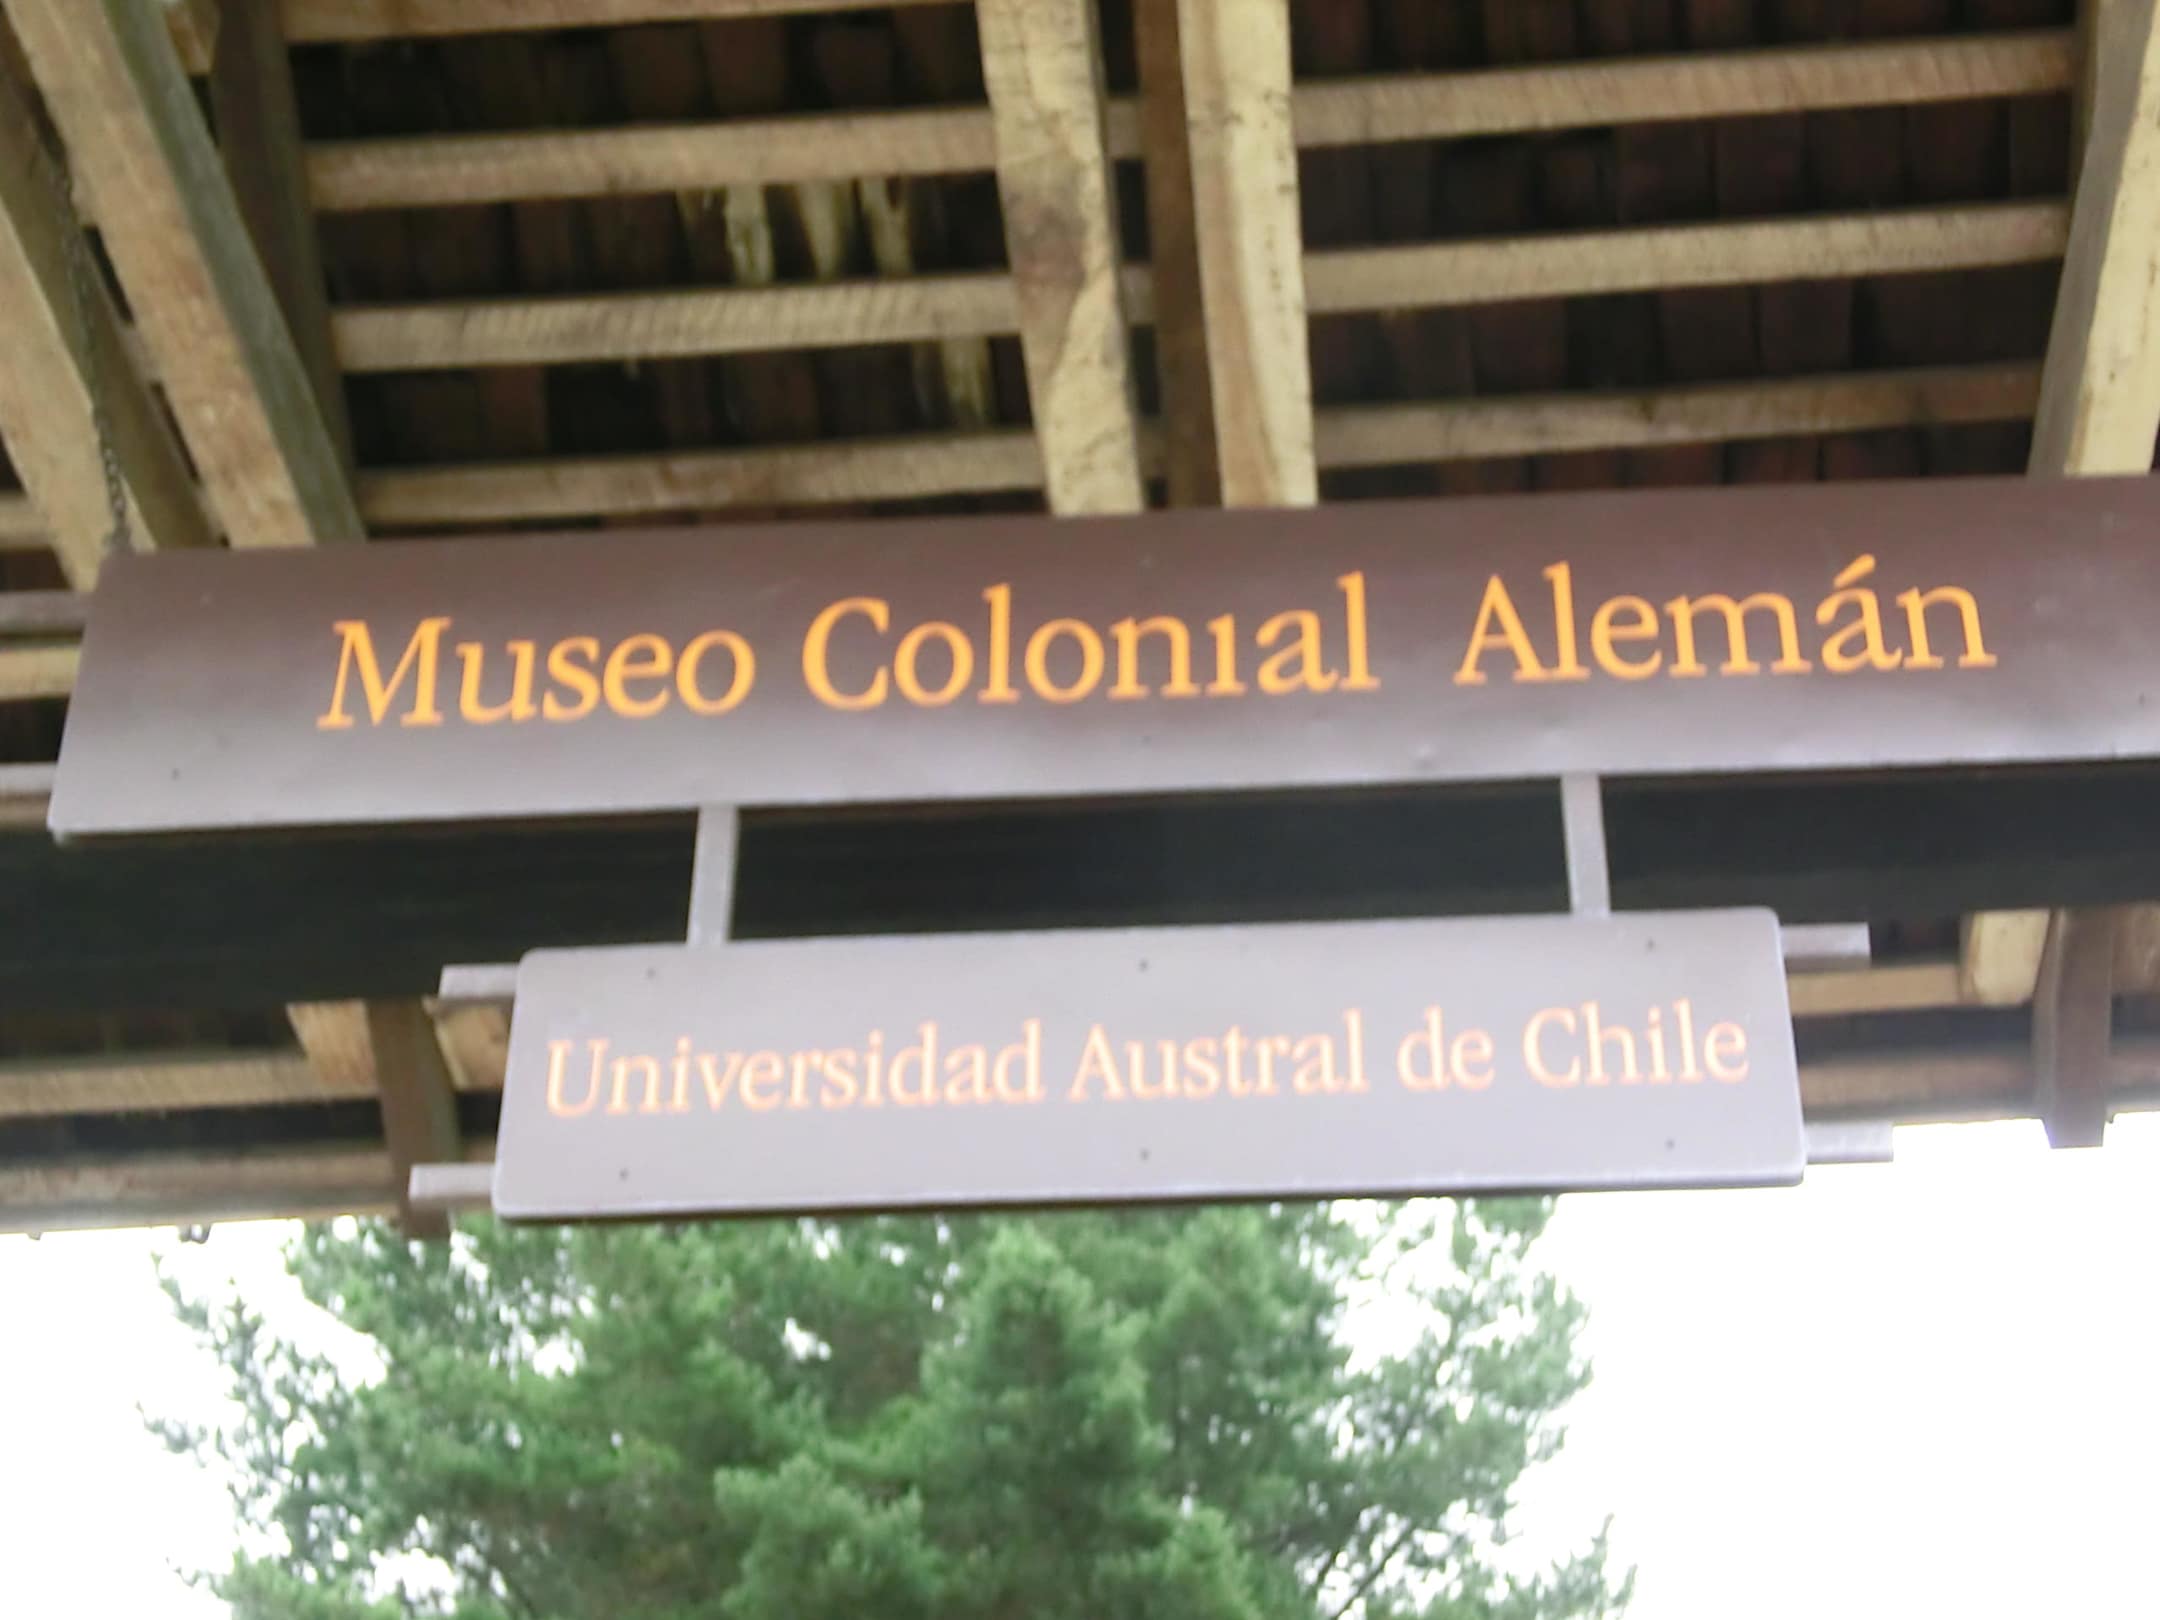 Museo Colonial Alemán
Universidad Austral de Chile